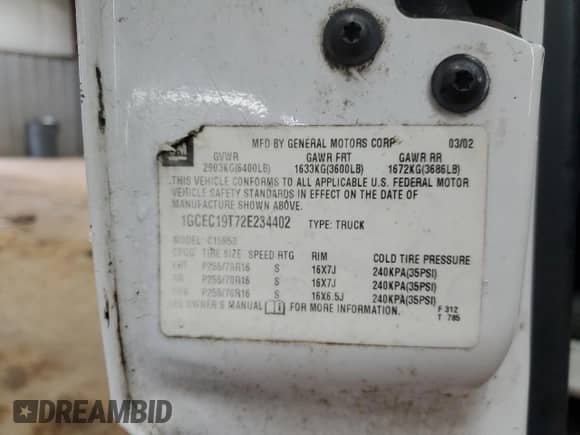 GM
MFD BY GENERAL MOTORS CORP 03/02
GVWR GAWR FRT GAWR RR
2903KG(6400LB) 1633KG(3600LB) 1672KG(3686LB)
THIS VEHICLE CONFORMS TO ALL APPLICABLE U.S. FEDERAL MOTOR
VEHICLE SAFETY STANDARDS IN EFFECT ON THE DATE OF
MANUFACTURE SHOWN ABOVE.
1GCEC19T72E234402 TYPE: TRUCK
MODEL: C15953
TIRE SIZE SPEED RTG RIM COLD TIRE PRESSURE
FRT P255/70R16 S 16X7J 240KPA(35PSI)
RR P255/70R16 S 16X7J 240KPA(35PSI)
P255/70R16 S 16X6.5J 240KPA(35PSI)
OWNER'S MANUAL FOR MORE INFORMATION. F 312
T 785
DREAMBID